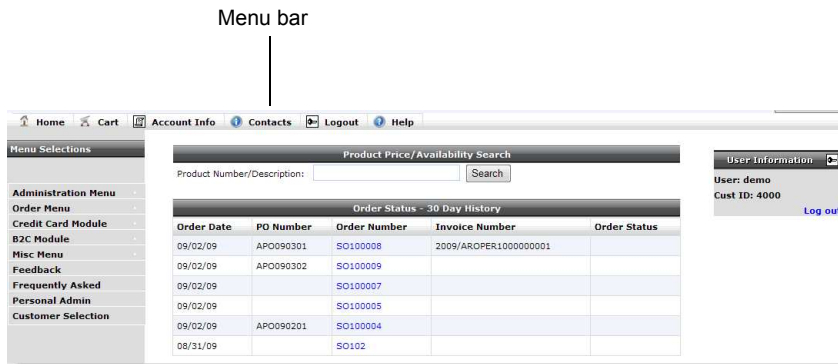 Menu bar
Home Cart Account Info Contacts Logout Help
Menu Selections
Administration Menu
Order Menu
Credit Card Module
B2C Module
Misc Menu
Feedback
Frequently Asked
Personal Admin
Customer Selection
Product Price/Availability Search
Product Number/Description: Search
Order Status - 30 Day History
Order Date PO Number Order Number Invoice Number Order Status
09/02/09 APO090301 SO100008 2009/AROPER1000000001
09/02/09 APO090302 SO100009
09/02/09 SO100007
09/02/09 SO100005
09/02/09 APO090201 SO100004
08/31/09 SO102
User Information
User: demo
Cust ID: 4000
Log out